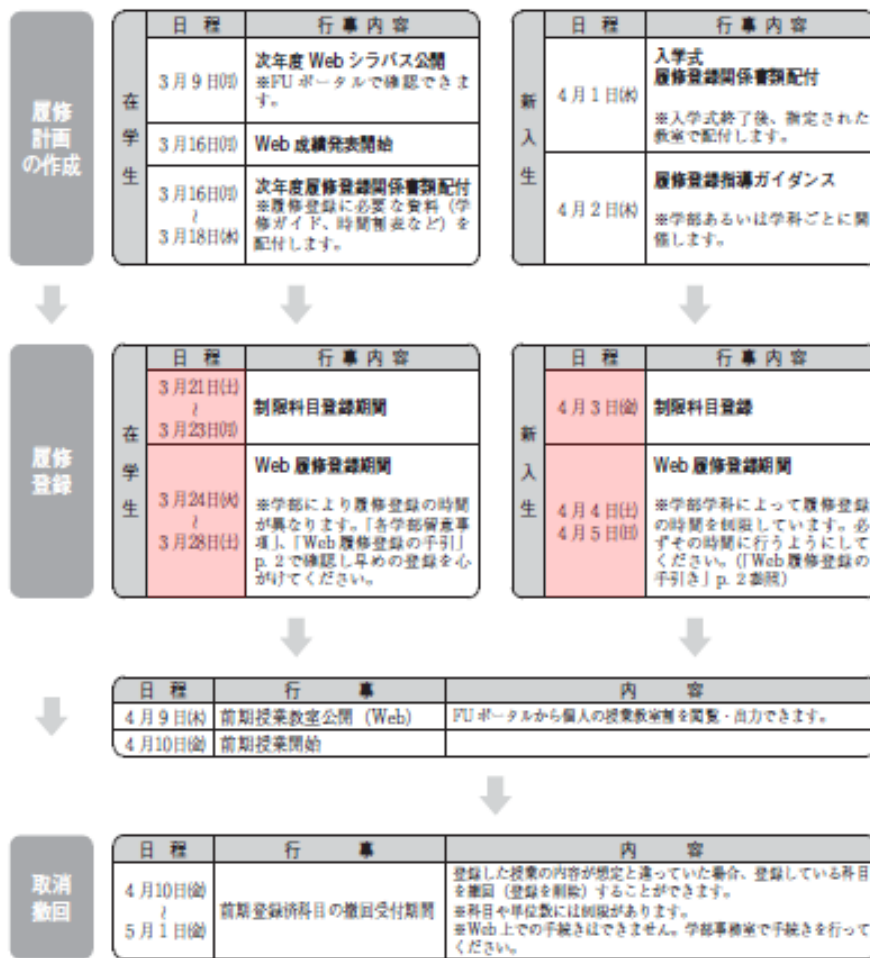 履修
計画
の作成
在学生
日 程 行 事 内 容
3月9日(月) 次年度 Web シラバス公開
※FUポータルで確認できま
す。
3月16日(月) Web 成績発表開始
3月16日(月)
～
3月18日(水)
次年度履修登録関係書類配付
※履修登録に必要な資料(学
修ガイド、時間割表など)を
配付します。
新入生
日 程 行 事 内 容
4月1日(水)
入学式
履修登録関係書類配付
※入学式終了後、指定された
教室で配付します。
4月2日(木)
履修登録指導ガイダンス
※学部あるいは学科ごとに開
催します。
履修
登録
在学生
日 程 行 事 内 容
3月21日(土)
～
3月23日(月)
制限科目登録期間
3月24日(火)
～
3月28日(土)
Web 履修登録期間
※学部により履修登録の時間
が異なります。「各学部留意事
項」、「Web履修登録の手引」
p. 2で確認し早めの登録を心
がけてください。
新入生
日 程 行 事 内 容
4月3日(金) 制限科目登録
4月4日(土)
4月5日(日)
Web 履修登録期間
※学部学科によって履修登録
の時間を制限しています。必
ずその時間に行うようにして
ください。(「Web履修登録の
手引き」p. 2参照)
日 程 行 事 内 容
4月9日(木) 前期授業教室公開 (Web) FUポータルから個人の授業教室割を閲覧・出力できます。
4月10日(金) 前期授業開始
取消
撤回
日 程 行 事 内 容
4月10日(金)
～
5月1日(金)
前期登録済科目の撤回受付期間
登録した授業の内容が想定と違っていた場合、登録している科目
を撤回(登録を削除)することができます。
※科目や単位数には制限があります。
※Web上での手続きはできません。学部事務室で手続きを行って
ください。